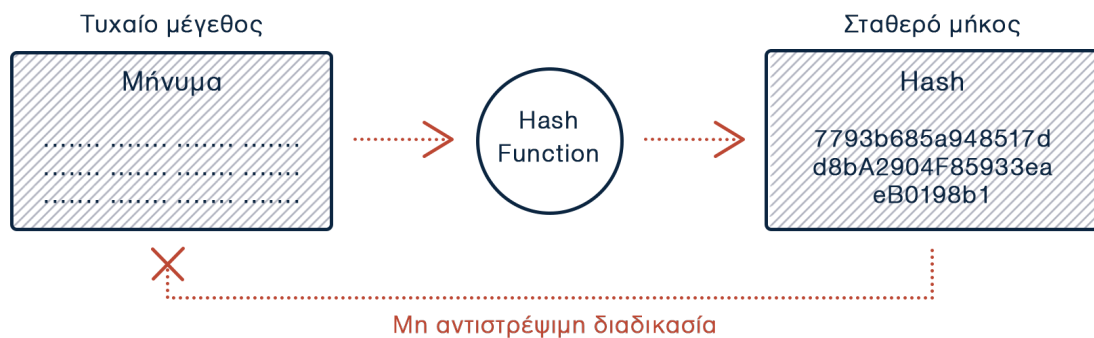 Τυχαίο μέγεθος
Μήνυμα
....... ....... ....... .......
....... ....... ....... .......
....... ....... ....... .......
Hash
Function
Σταθερό μήκος
Hash
7793b685a948517d
d8bA2904F85933ea
eB0198b1
Μη αντιστρέψιμη διαδικασία